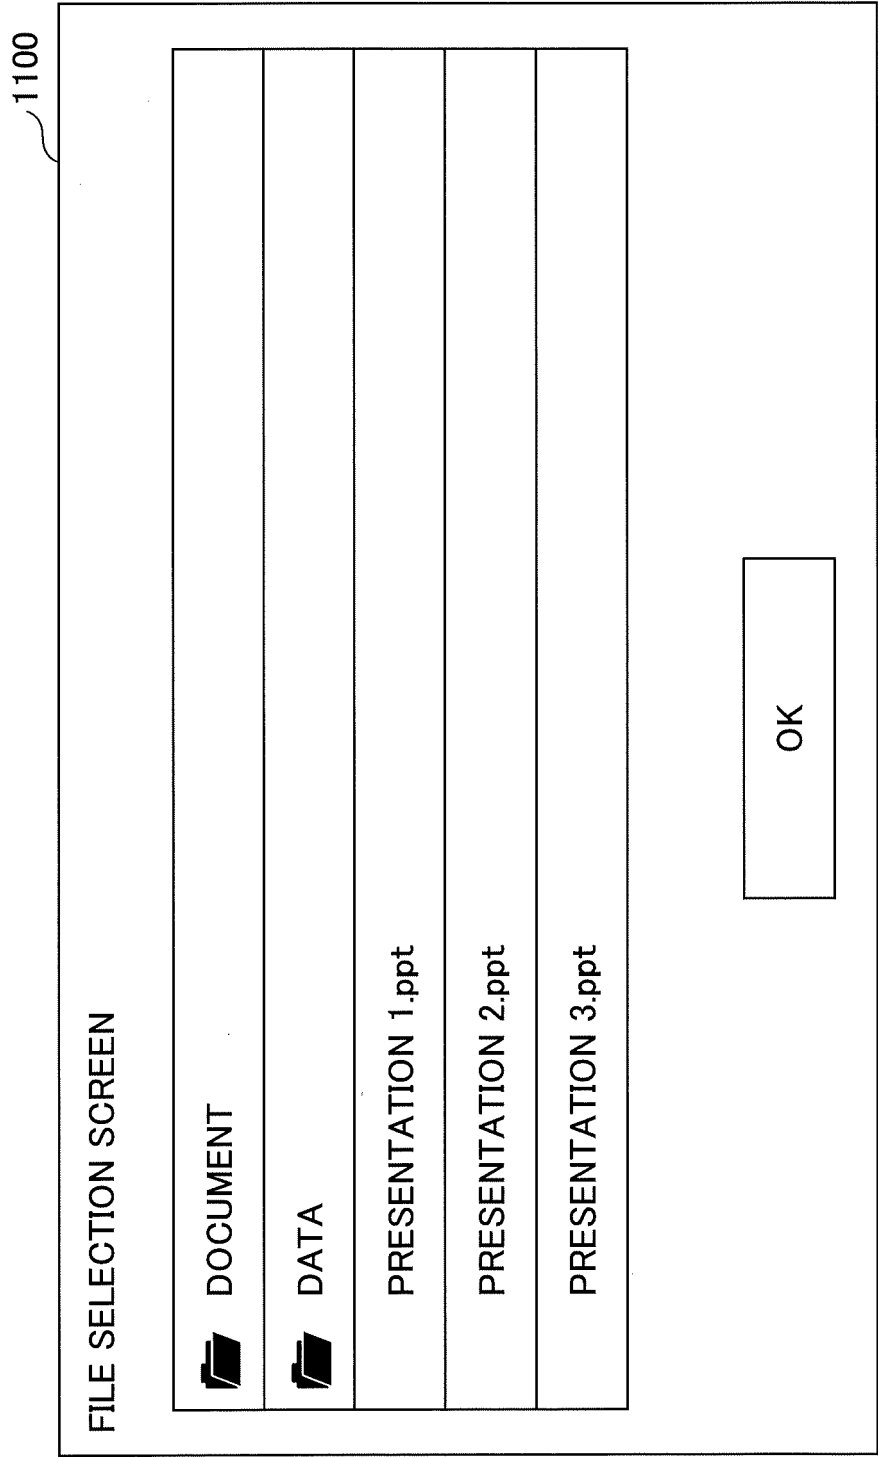 1100
FILE SELECTION SCREEN
DOCUMENT
DATA
PRESENTATION 1.ppt
PRESENTATION 2.ppt
PRESENTATION 3.ppt
OK